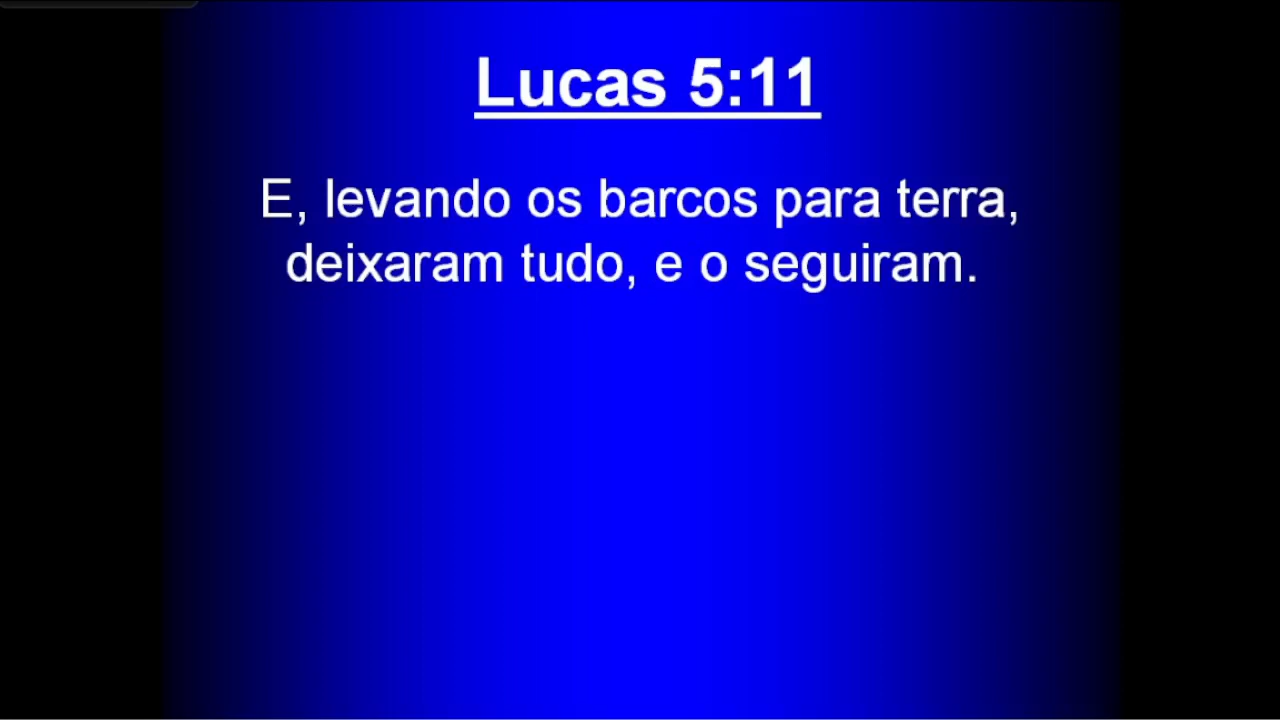 Lucas 5:11
E, levando os barcos para terra,
deixaram tudo, e o seguiram.